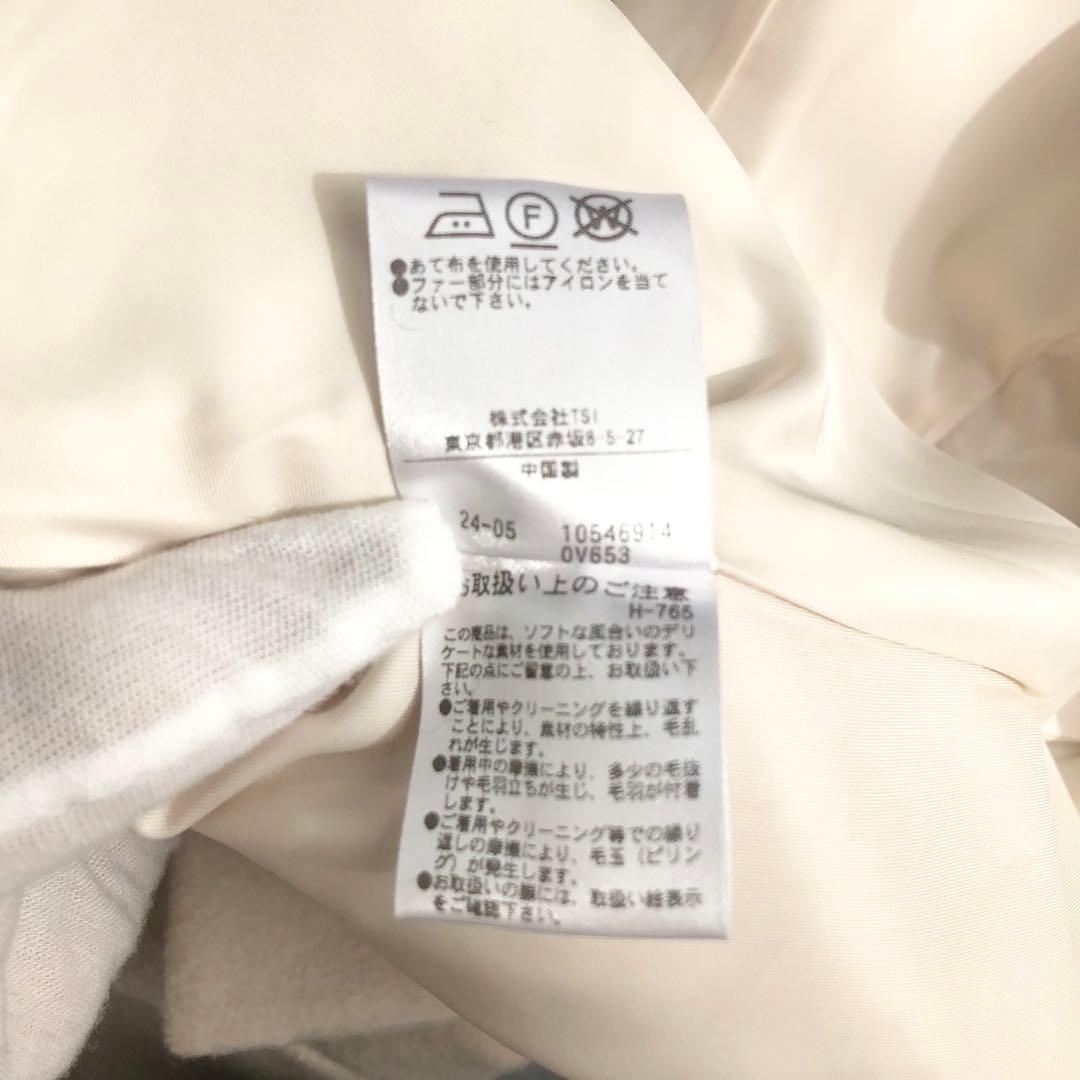 F
W
●あて布を使用してください。
●ファー部分にはアイロンを当て
ないで下さい。
株式会社TSI
東京都港区赤坂8-5-27
中国製
24-05 10546914
0V653
お取扱い上のご注意
H-765
この商品は、ソフトな風合いのデリ
ケートな素材を使用しております。
下記の点にご留意の上、お取扱い下
さい。
●ご着用やクリーニングを繰り返す
ことにより、素材の特性上、毛乱
れが生じます。
●着用中の摩擦により、多少の毛抜
けや毛羽立ちが生じ、毛羽が付着
します。
●ご着用やクリーニング等での繰り
返しの摩擦により、毛玉（ピリン
グ）が発生します。
●お取扱いの際には、取扱い絵表示
をご確認下さい。